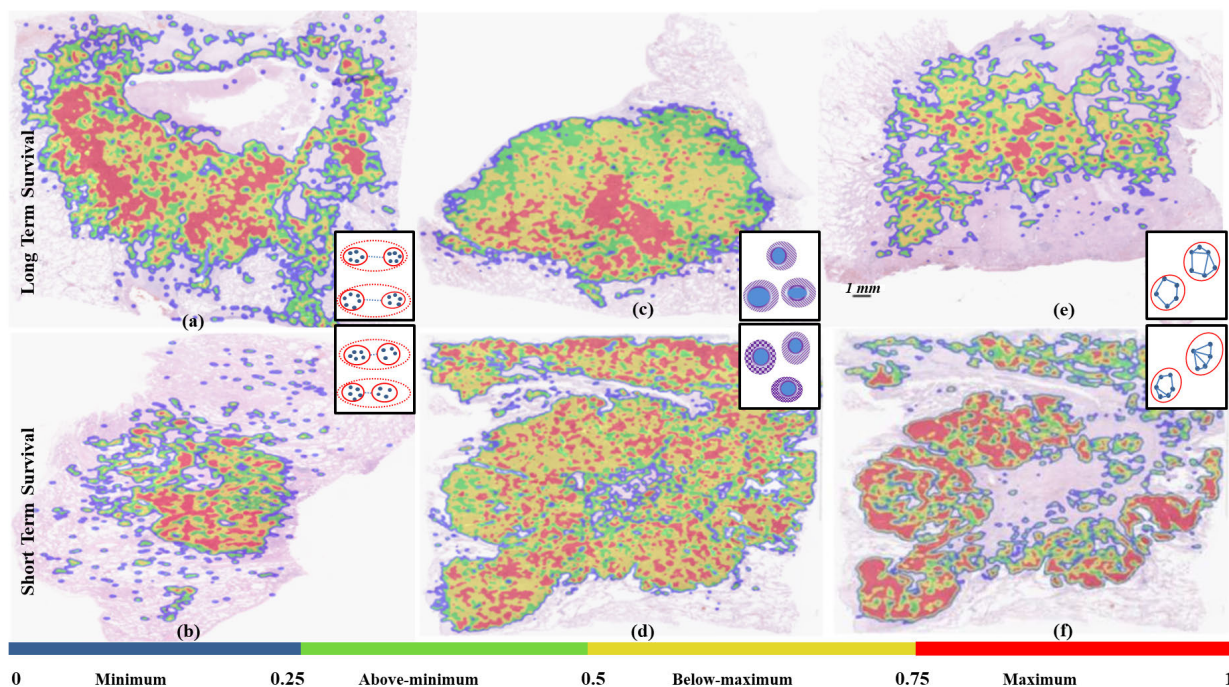 Long Term Survival
(a)
(c)
(e)
1 mm
Short Term Survival
(b)
(d)
(f)
0 Minimum 0.25 Above-minimum 0.5 Below-maximum 0.75 Maximum 1